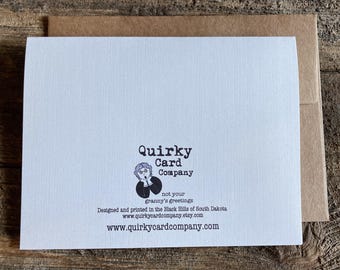 Quirky
Card
Company
not your
granny's greetings
Designed and printed in the Black Hills of South Dakota
www.quirkycardcompany.etsy.com
www.quirkycardcompany.com